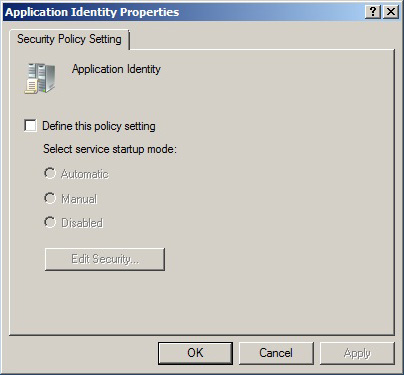 Application Identity Properties
Security Policy Setting
Application Identity
Define this policy setting
Select service startup mode:
Automatic
Manual
Disabled
Edit Security...
OK Cancel Apply